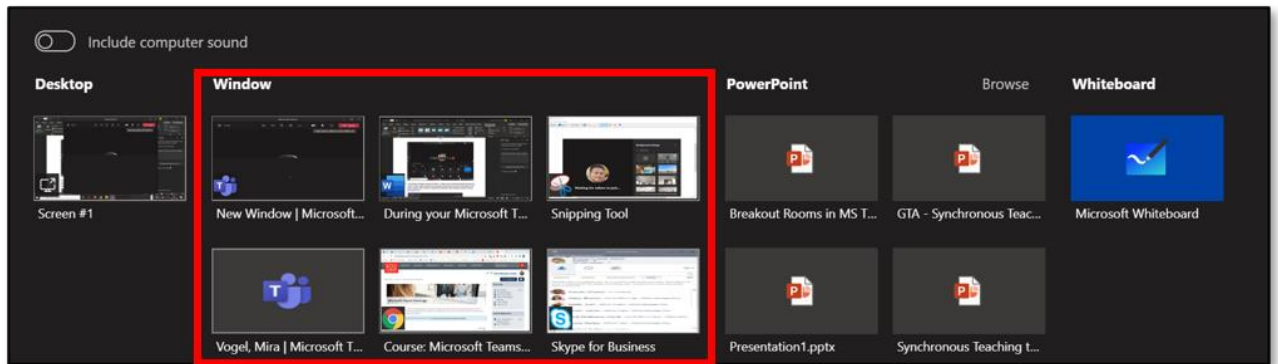 Include computer sound
Desktop
Window
PowerPoint
Browse
Whiteboard
Screen #1
New Window | Microsoft...
During your Microsoft T...
Snipping Tool
Breakout Rooms in MS T...
GTA - Synchronous Teac...
Microsoft Whiteboard
Vogel, Mira | Microsoft T...
Course: Microsoft Teams...
Skype for Business
Presentation1.pptx
Synchronous Teaching t...